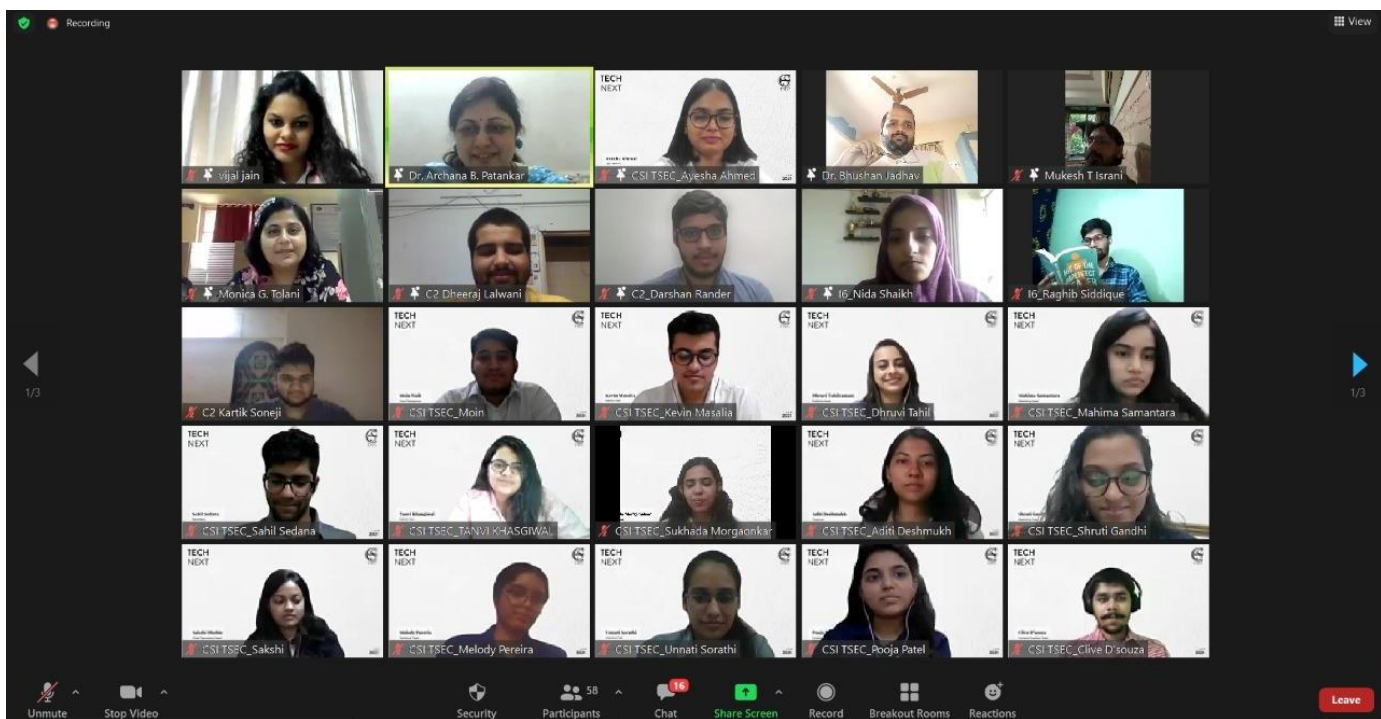 Recording
View
vijal jain
Dr, Archana B. Patankar
TECH
NEXT
CSI TSEC_Ayesha Ahmed
Dr. Bhushan Jadhav
Mukesh T Israni
Monica G. Tolani
C2 Dheeraj Lalwani
C2_Darshan Rander
I6_Nida Shaikh
I6_Raghib Siddique
C2 Kartik Soneji
TECH
NEXT
CSI TSEC_Moin
TECH
NEXT
CSI TSEC_Kevin Masalia
TECH
NEXT
CSI TSEC_Dhruvi Tahil
TECH
NEXT
CSI TSEC_Mahima Samantara
1/3
1/3
TECH
NEXT
CSI TSEC_Sahil Sedana
TECH
NEXT
CSI TSEC_TANVI KHASGIWAL
CSI TSEC_Sukhada Morgaonkar
TECH
NEXT
CSI TSEC_Aditi Deshmukh
TECH
NEXT
CSI TSEC_Shruti Gandhi
TECH
NEXT
CSI TSEC_Sakshi
TECH
NEXT
CSI TSEC_Melody Pereira
TECH
NEXT
CSI TSEC_Unnati Sorathi
TECH
NEXT
CSI TSEC_Pooja Patel
TECH
NEXT
CSI TSEC_Clive D'souza
Unmute
Stop Video
Security
58
Participants
16
Chat
Share Screen
Record
Breakout Rooms
Reactions
Leave